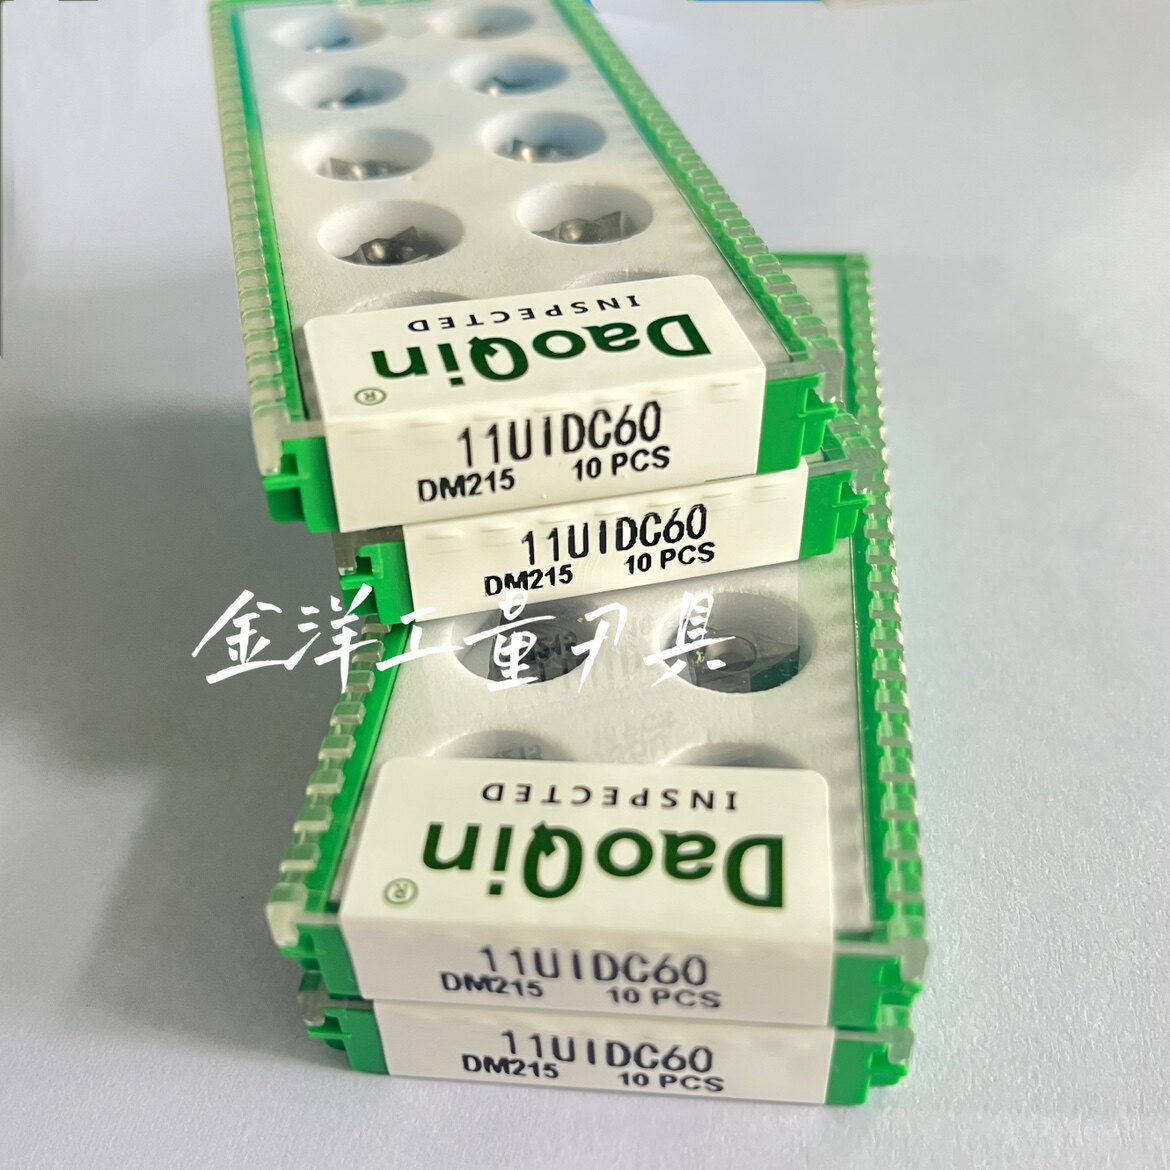 INSPECTED
DaoQin®
11UIDC60
DM215 10 PCS
11UIDC60
DM215 10 PCS
金洋工量刃具
INSPECTED
DaoQin®
11UIDC60
DM215 10 PCS
11UIDC60
DM215 10 PCS